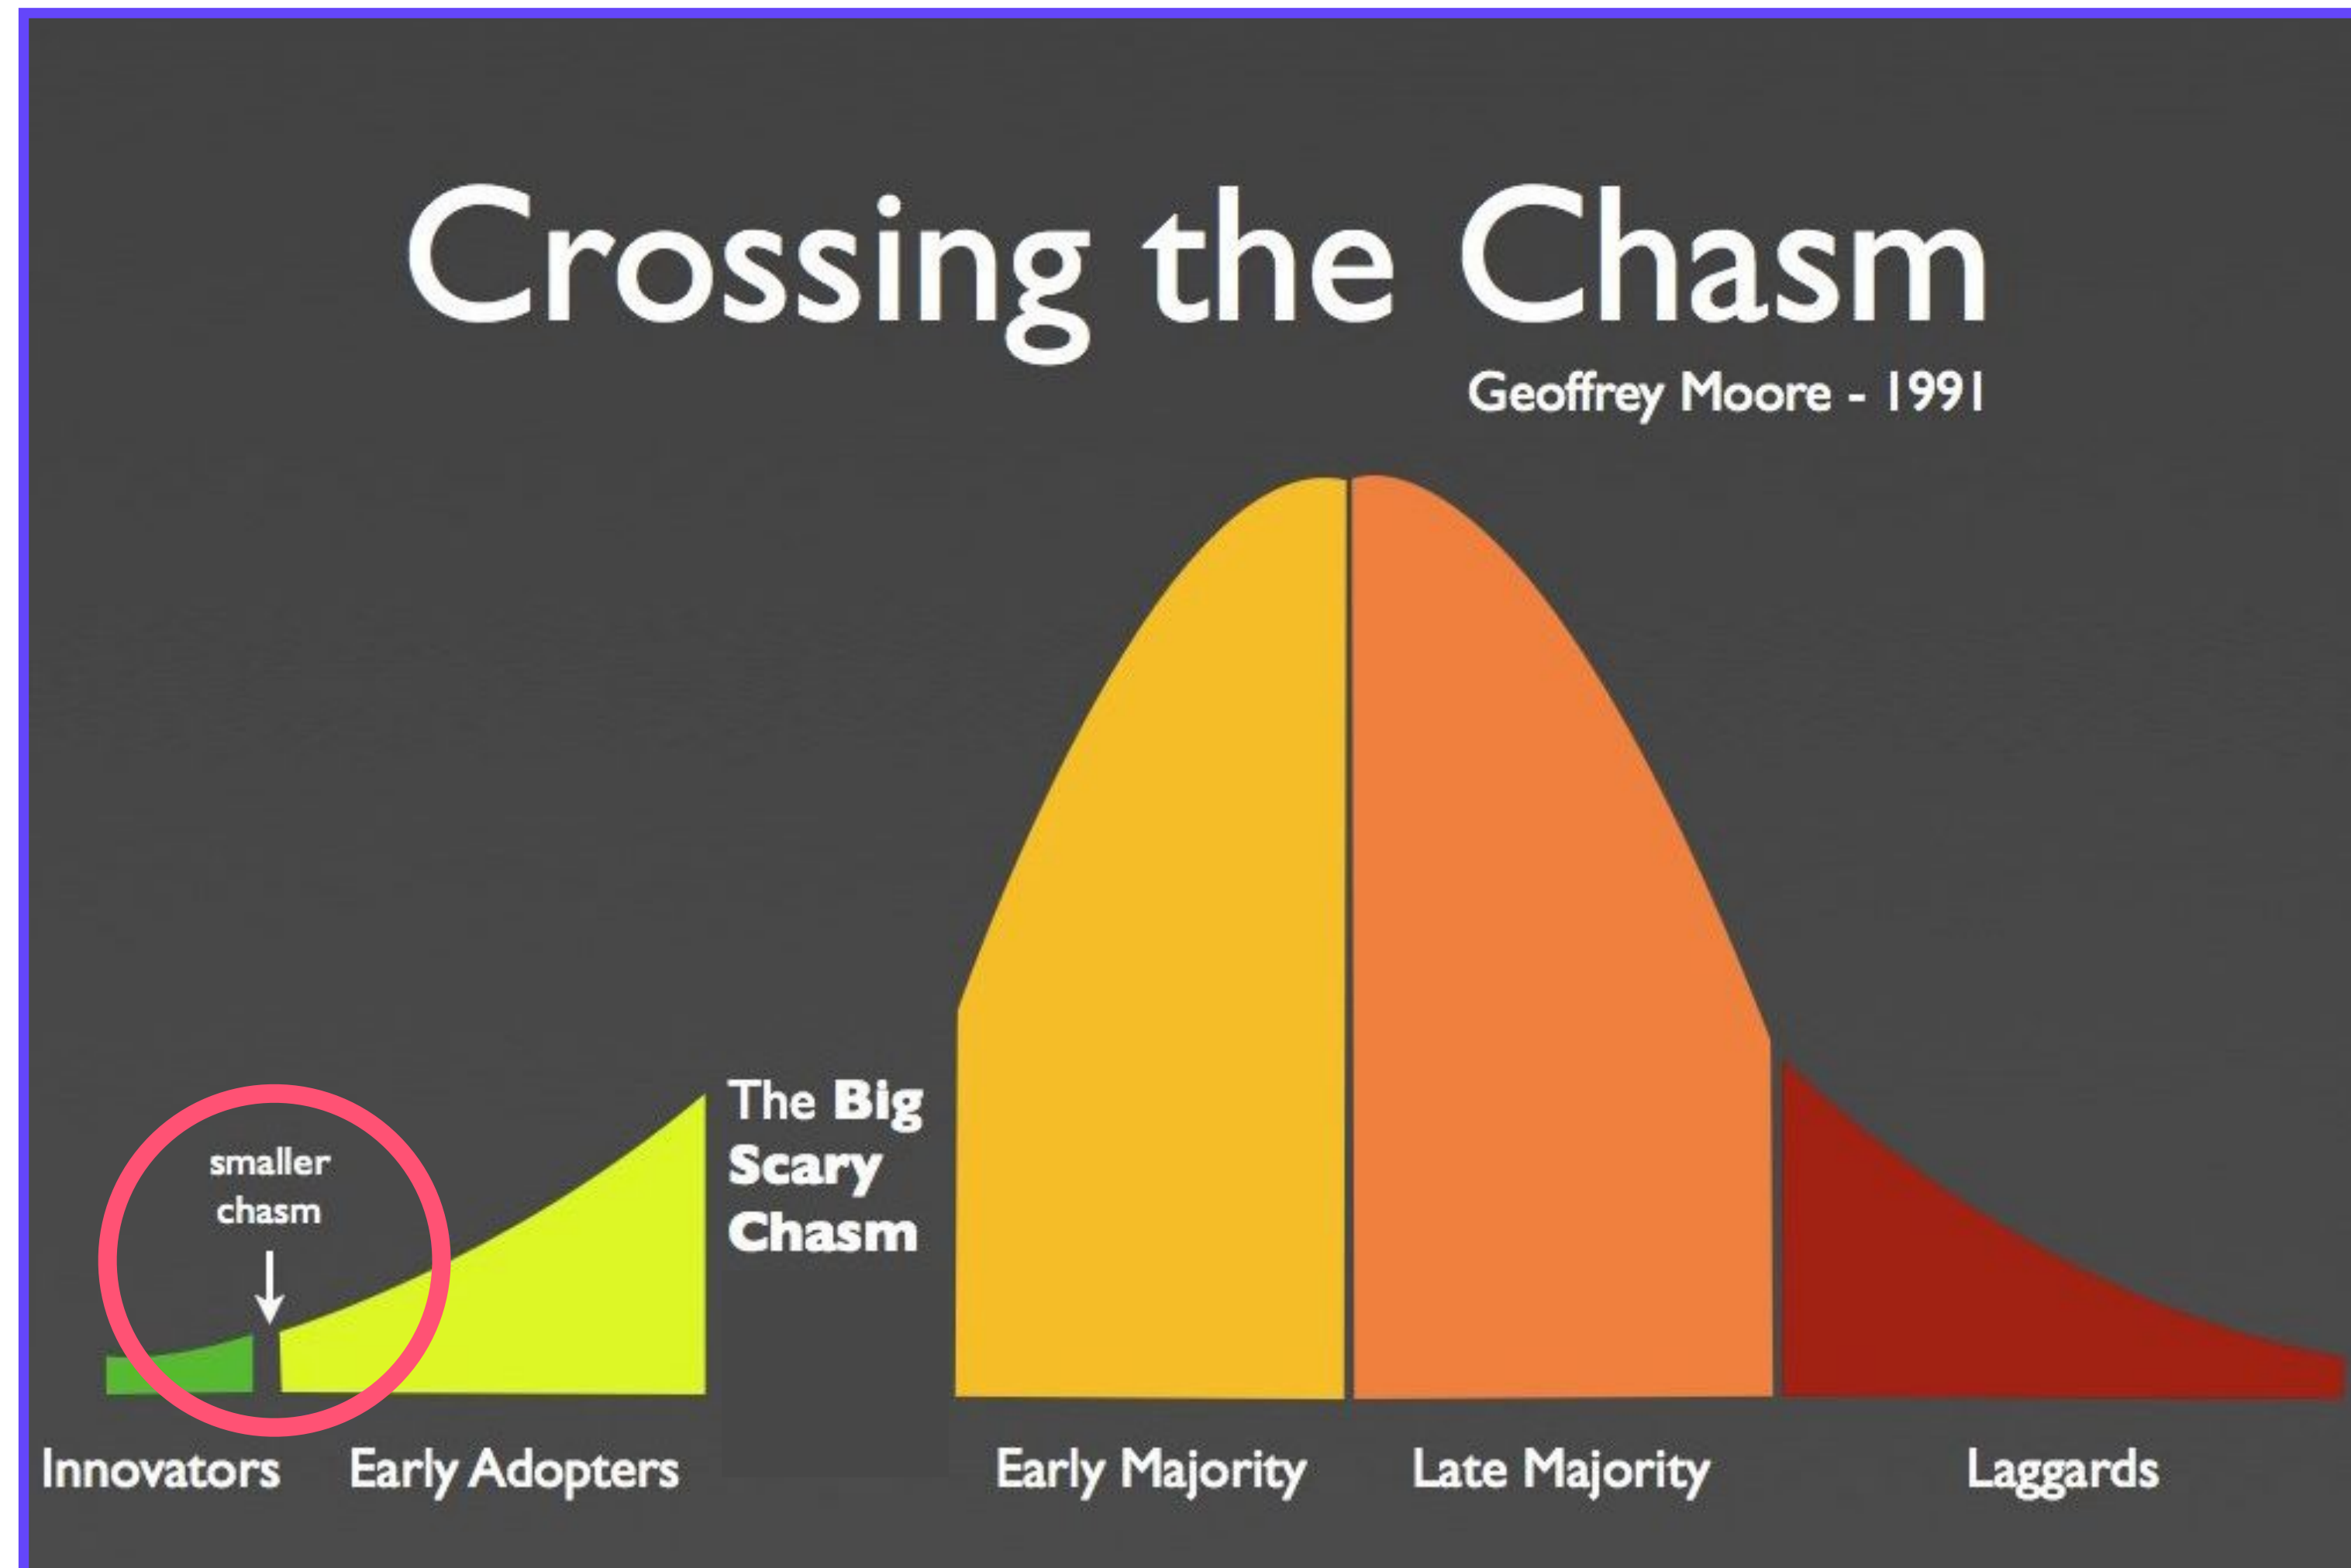 Crossing the Chasm
Geoffrey Moore - 1991
The Big
Scary
Chasm
smaller
chasm
Innovators
Early Adopters
Early Majority
Late Majority
Laggards